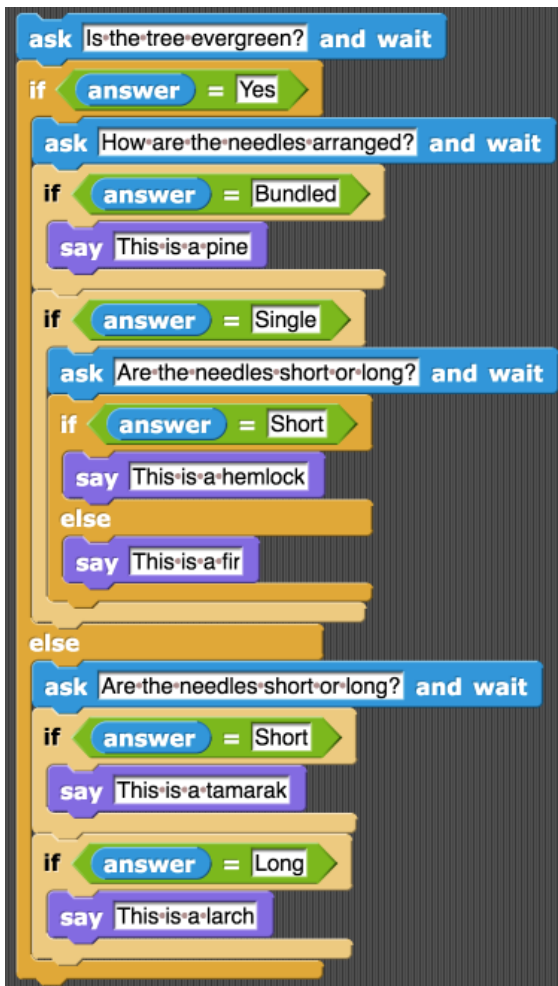 ask Is the tree evergreen? and wait
if answer = Yes
ask How are the needles arranged? and wait
if answer = Bundled
say This is a pine
if answer = Single
ask Are the needles short or long? and wait
if answer = Short
say This is a hemlock
else
say This is a fir
else
ask Are the needles short or long? and wait
if answer = Short
say This is a tamarak
if answer = Long
say This is a larch